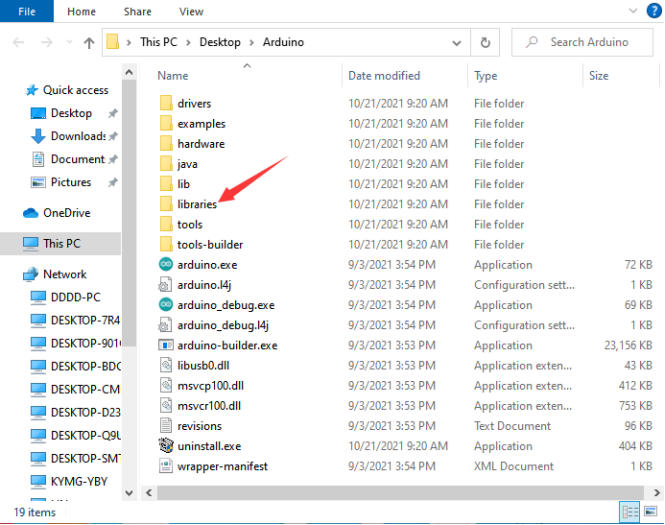 File Home Share View
This PC Desktop Arduino Search Arduino
Name Date modified Type Size
Quick access
Desktop
Downloads
Document
Pictures
OneDrive
This PC
Network
DDDD-PC
DESKTOP-7R4
DESKTOP-901
DESKTOP-BDC
DESKTOP-CM
DESKTOP-D23
DESKTOP-Q9U
DESKTOP-SMT
KYMG-YBY
drivers 10/21/2021 9:20 AM File folder
examples 10/21/2021 9:20 AM File folder
hardware 10/21/2021 9:20 AM File folder
java 10/21/2021 9:20 AM File folder
lib 10/21/2021 9:20 AM File folder
libraries 10/21/2021 9:20 AM File folder
tools 10/21/2021 9:20 AM File folder
tools-builder 10/21/2021 9:20 AM File folder
arduino.exe 9/3/2021 3:54 PM Application 72 KB
arduino.l4j 9/3/2021 3:54 PM Configuration sett... 1 KB
arduino_debug.exe 9/3/2021 3:54 PM Application 69 KB
arduino_debug.l4j 9/3/2021 3:54 PM Configuration sett... 1 KB
arduino-builder.exe 9/3/2021 3:53 PM Application 23,156 KB
libusb0.dll 9/3/2021 3:53 PM Application exten... 43 KB
msvcp100.dll 9/3/2021 3:53 PM Application exten... 412 KB
msvcr100.dll 9/3/2021 3:53 PM Application exten... 753 KB
revisions 9/3/2021 3:53 PM Text Document 96 KB
uninstall.exe 10/21/2021 9:20 AM Application 404 KB
wrapper-manifest 9/3/2021 3:54 PM XML Document 1 KB
19 items